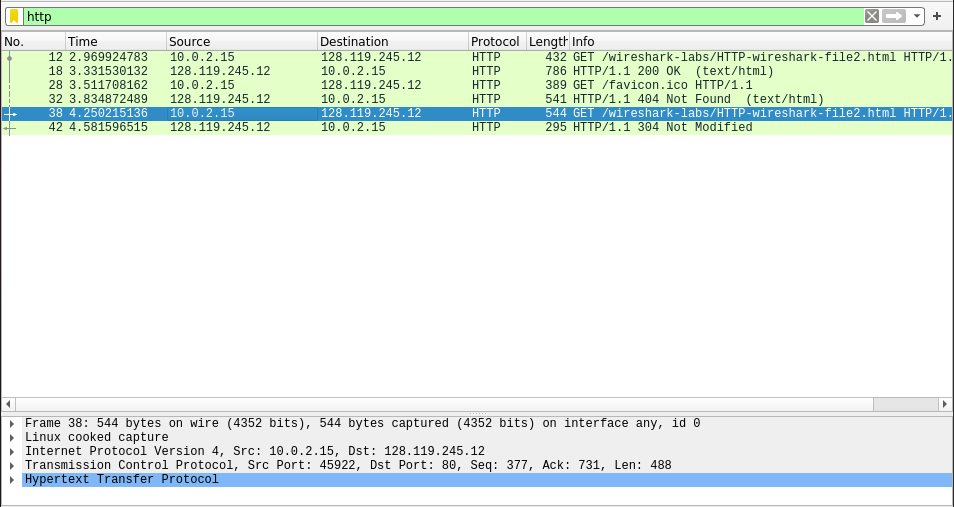 http
No. Time Source Destination Protocol Length Info
12 2.969924783 10.0.2.15 128.119.245.12 HTTP 432 GET /wireshark-labs/HTTP-wireshark-file2.html HTTP/1.
18 3.331530132 128.119.245.12 10.0.2.15 HTTP 786 HTTP/1.1 200 OK (text/html)
28 3.511708162 10.0.2.15 128.119.245.12 HTTP 389 GET /favicon.ico HTTP/1.1
32 3.834872489 128.119.245.12 10.0.2.15 HTTP 541 HTTP/1.1 404 Not Found (text/html)
38 4.250215136 10.0.2.15 128.119.245.12 HTTP 544 GET /wireshark-labs/HTTP-wireshark-file2.html HTTP/1.
42 4.581596515 128.119.245.12 10.0.2.15 HTTP 295 HTTP/1.1 304 Not Modified
Frame 38: 544 bytes on wire (4352 bits), 544 bytes captured (4352 bits) on interface any, id 0
Linux cooked capture
Internet Protocol Version 4, Src: 10.0.2.15, Dst: 128.119.245.12
Transmission Control Protocol, Src Port: 45922, Dst Port: 80, Seq: 377, Ack: 731, Len: 488
Hypertext Transfer Protocol